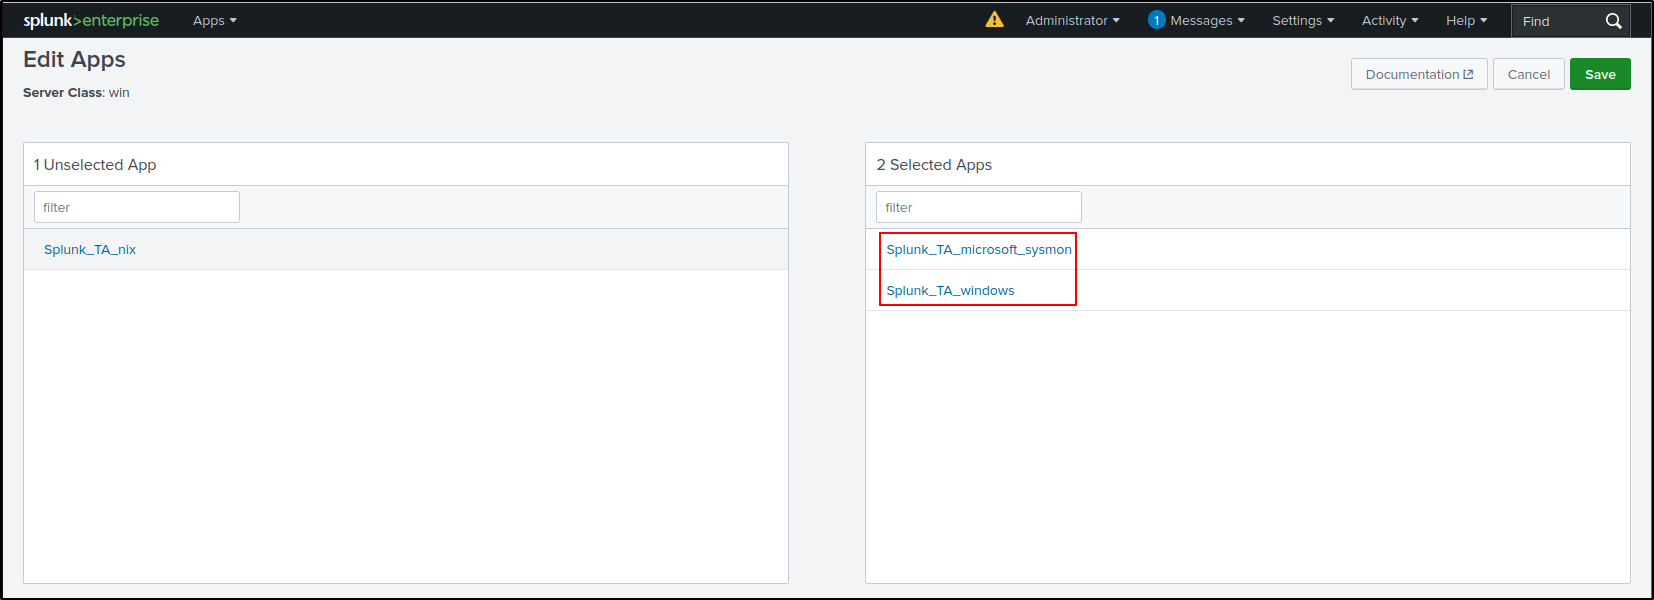 splunk>enterprise Apps Administrator 1 Messages Settings Activity Help Find
Edit Apps
Server Class: win
Documentation Cancel Save
1 Unselected App
filter
Splunk_TA_nix
2 Selected Apps
filter
Splunk_TA_microsoft_sysmon
Splunk_TA_windows